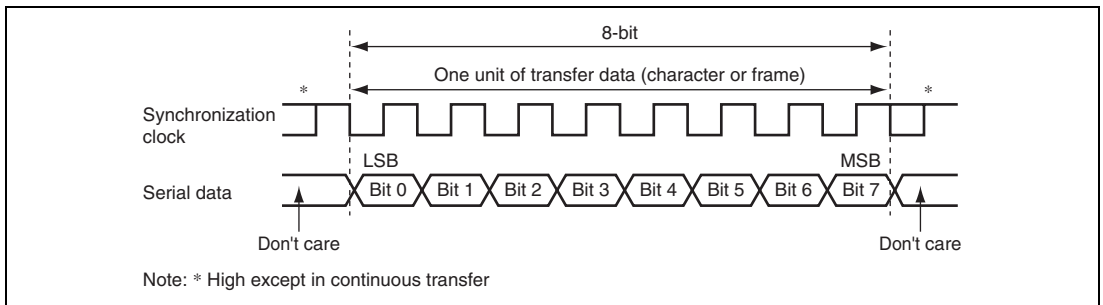 8-bit
One unit of transfer data (character or frame)
*
*
Synchronization
clock
LSB
MSB
Serial data
Bit 0
Bit 1
Bit 2
Bit 3
Bit 4
Bit 5
Bit 6
Bit 7
Don't care
Don't care
Note: * High except in continuous transfer